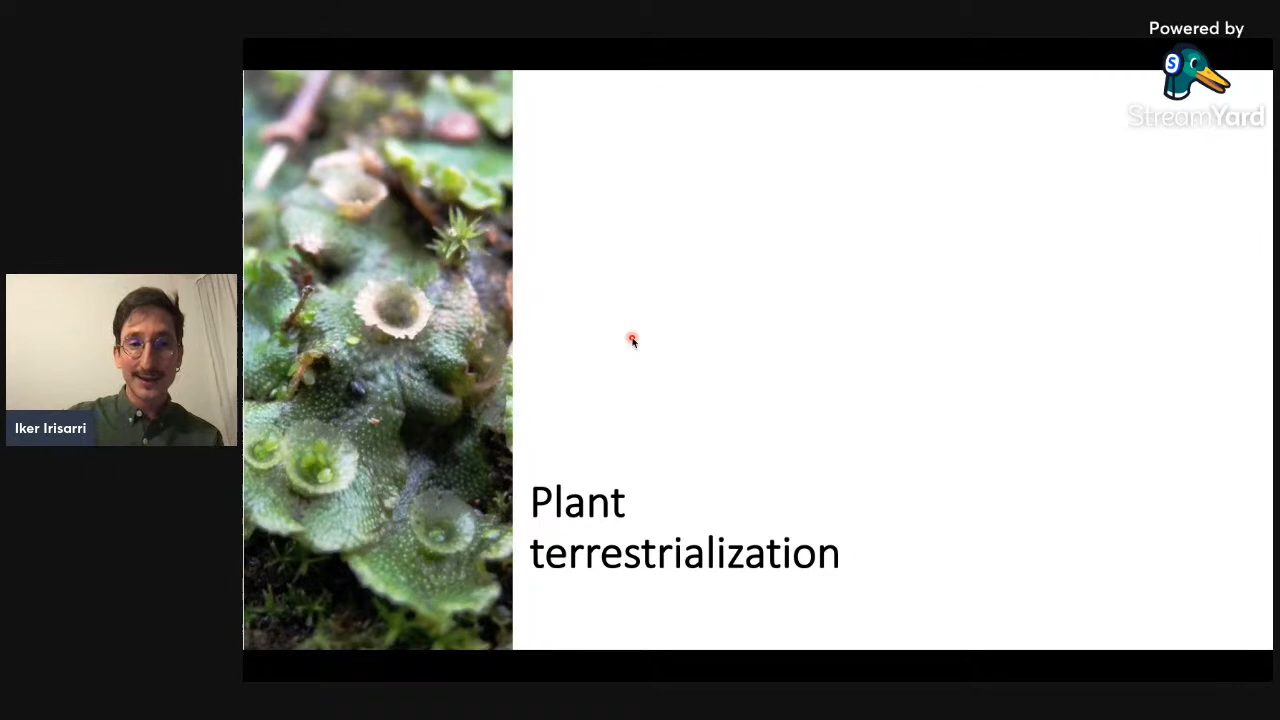 Powered by
S
StreamYard
Iker Irisarri
Plant
terrestrialization